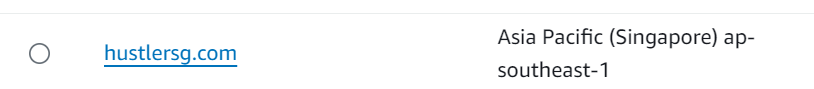 hustlersg.com
Asia Pacific (Singapore) ap-
southeast-1